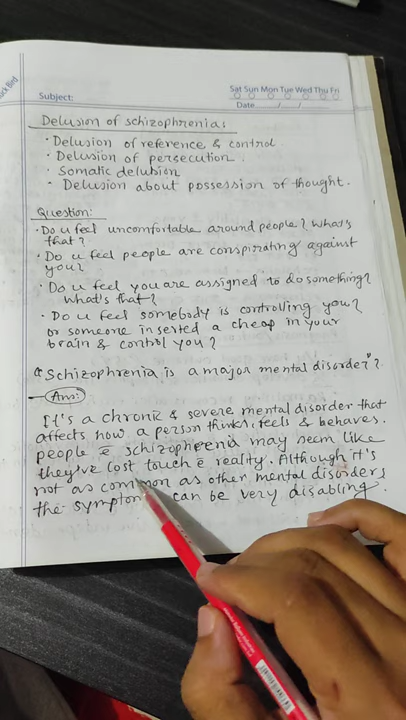 ck Bird
Subject:
Sat Sun Mon Tue Wed Thu Fri
Date / /
Delusion of schizophrenia:
· Delusion of reference & control.
· Delusion of persecution.
· Somatic delusion
- Delusion about possession of thought.
Question:
· Do u feel uncomfortable around people? What's
that?
· Do u feel people are conspirating against
you?
· Do u feel you are assigned to do something?
What's that?
· Do u feel somebody is controlling you?
or someone inserted a cheap in your
brain & control you?
Schizophrenia is a major mental disorder"?
Ans:
It's a chronic & severe mental disorder that
affects how a person thinks, feels & behaves.
people c̄ schizophrenia may seem like
they've lost touch c̄ reality. Although it's
not as common as other mental disorders
the symptom can be very disabling.